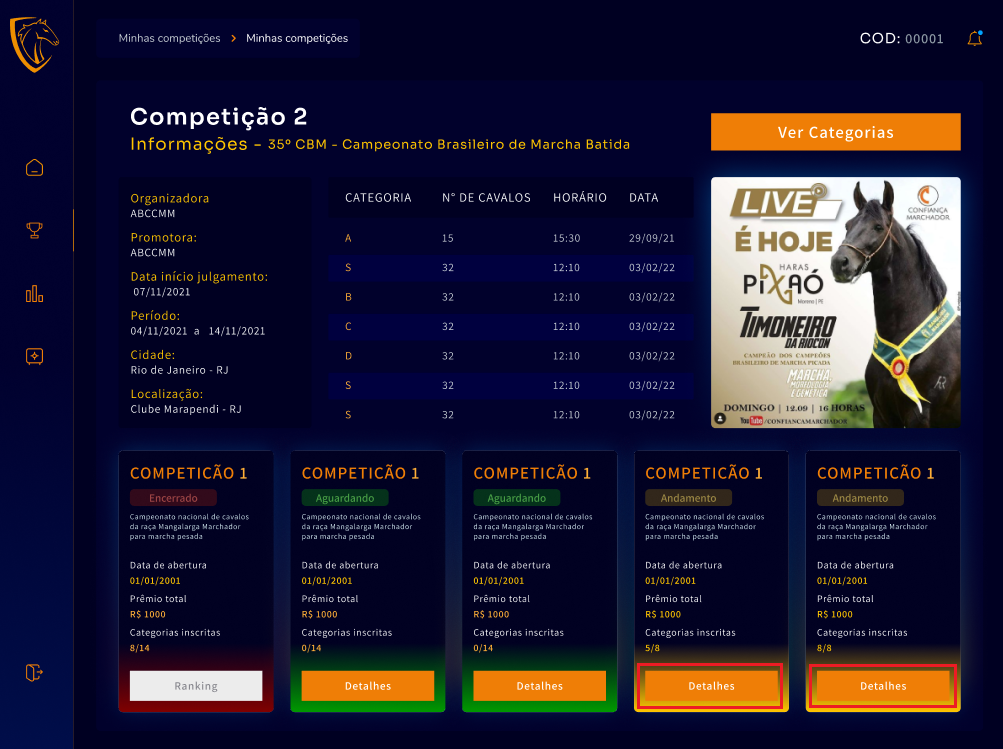 Minhas competições > Minhas competições
COD: 00001
Competição 2
Informações - 35º CBM - Campeonato Brasileiro de Marcha Batida
Ver Categorias
Organizadora
ABCCMM
Promotora:
ABCCMM
Data início julgamento:
07/11/2021
Período:
04/11/2021 a 14/11/2021
Cidade:
Rio de Janeiro - RJ
Localização:
Clube Marapendi - RJ
CATEGORIA N° DE CAVALOS HORÁRIO DATA
A 15 15:30 29/09/21
S 32 12:10 03/02/22
B 32 12:10 03/02/22
C 32 12:10 03/02/22
D 32 12:10 03/02/22
S 32 12:10 03/02/22
S 32 12:10 03/02/22
LIVE
É HOJE
HARAS
PIXAÓ
Morena | PE
TIMONEIRO
DA RIOCON
CAMPEÃO DOS CAMPEÕES
BRASILEIRO DE MARCHA PICADA
MARCHA,
MORFOLOGIA
E GENÉTICA
DOMINGO | 12.09 | 16 HORAS
YouTube /CONFIANCAMARCHADOR
CONFIANÇA
MARCHADOR
COMPETICÃO 1
Encerrado
Campeonato nacional de cavalos
da raça Mangalarga Marchador
para marcha pesada
Data de abertura
01/01/2001
Prêmio total
R$ 1000
Categorias inscritas
8/14
Ranking
COMPETICÃO 1
Aguardando
Campeonato nacional de cavalos
da raça Mangalarga Marchador
para marcha pesada
Data de abertura
01/01/2001
Prêmio total
R$ 1000
Categorias inscritas
0/14
Detalhes
COMPETICÃO 1
Aguardando
Campeonato nacional de cavalos
da raça Mangalarga Marchador
para marcha pesada
Data de abertura
01/01/2001
Prêmio total
R$ 1000
Categorias inscritas
0/14
Detalhes
COMPETICÃO 1
Andamento
Campeonato nacional de cavalos
da raça Mangalarga Marchador
para marcha pesada
Data de abertura
01/01/2001
Prêmio total
R$ 1000
Categorias inscritas
5/8
Detalhes
COMPETICÃO 1
Andamento
Campeonato nacional de cavalos
da raça Mangalarga Marchador
para marcha pesada
Data de abertura
01/01/2001
Prêmio total
R$ 1000
Categorias inscritas
8/8
Detalhes